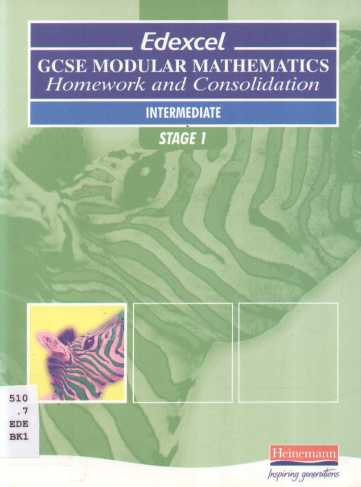 Edexcel
GCSE MODULAR MATHEMATICS
Homework and Consolidation
INTERMEDIATE
STAGE 1
510
.7
EDE
BK1
Heinemann
Inspiring generations